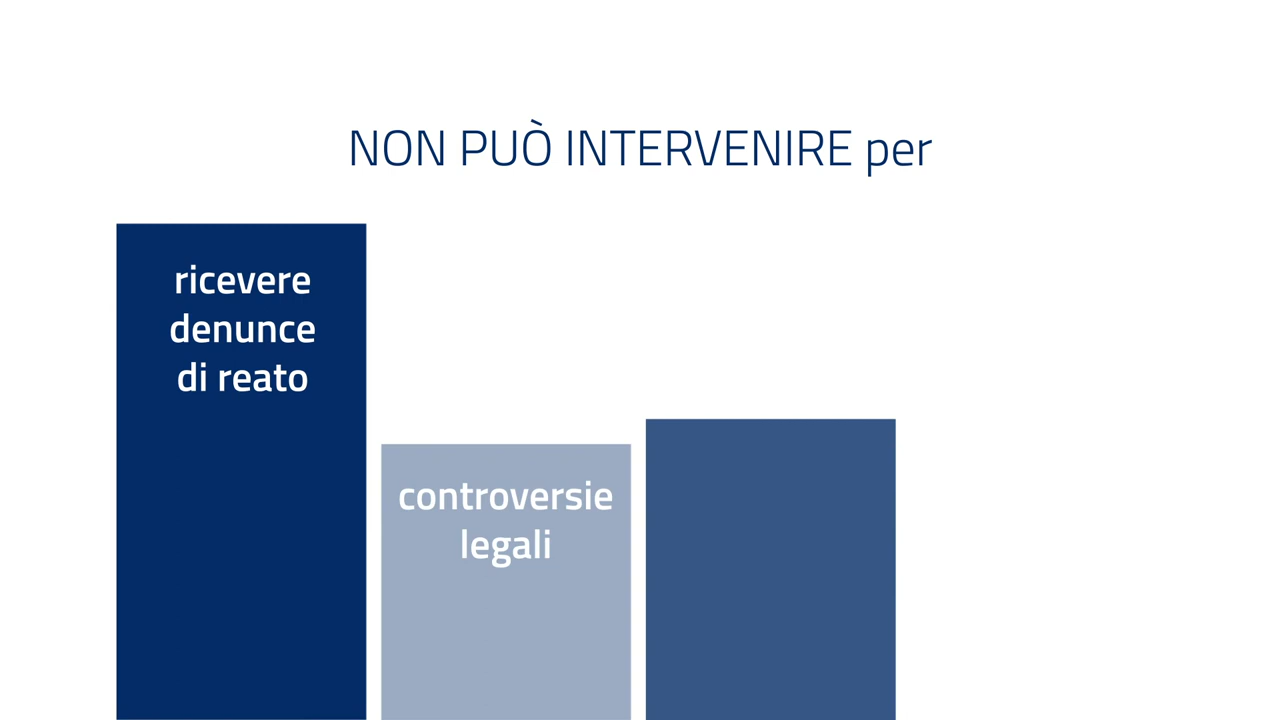 NON PUÒ INTERVENIRE per
ricevere
denunce
di reato
controversie
legali